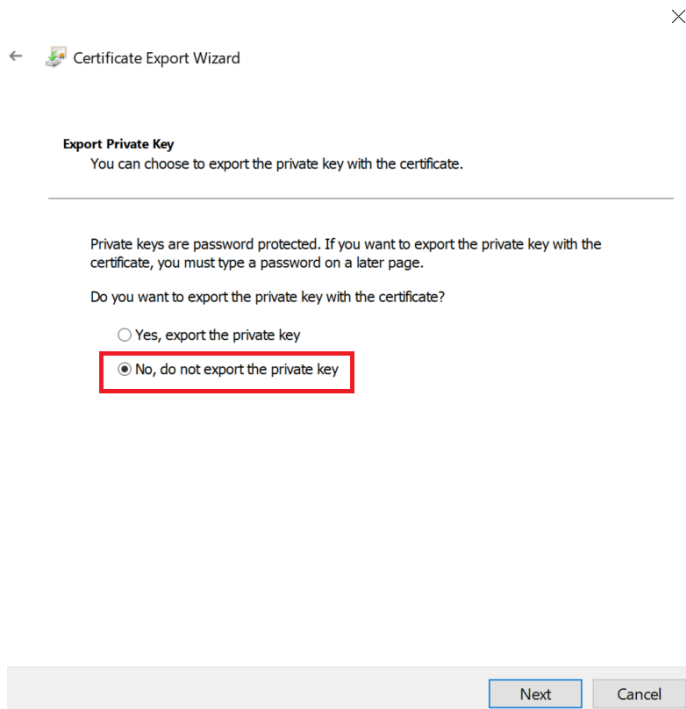 Certificate Export Wizard
Export Private Key
You can choose to export the private key with the certificate.
Private keys are password protected. If you want to export the private key with the
certificate, you must type a password on a later page.
Do you want to export the private key with the certificate?
Yes, export the private key
No, do not export the private key
Next
Cancel